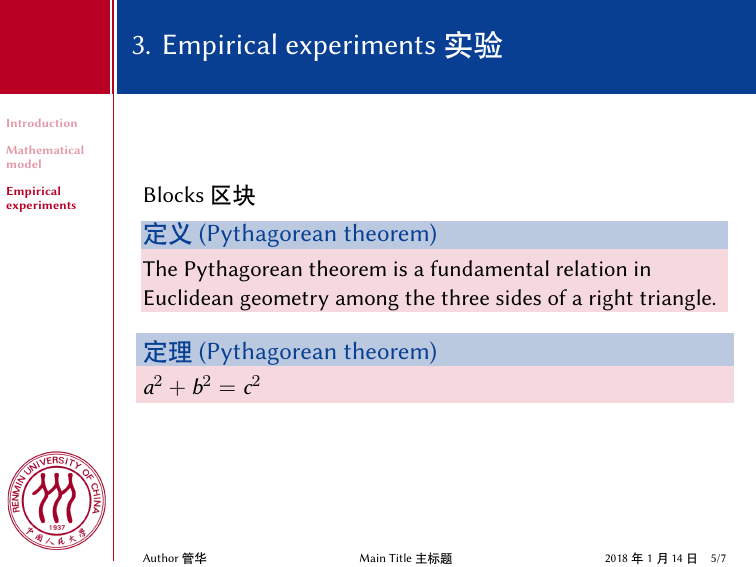 3. Empirical experiments 实验
Introduction
Mathematical
model
Empirical
experiments
Blocks 区块
定义 (Pythagorean theorem)
The Pythagorean theorem is a fundamental relation in
Euclidean geometry among the three sides of a right triangle.
定理 (Pythagorean theorem)
a² + b² = c²
RENMIN UNIVERSITY OF CHINA
1937
中国人民大学
Author 管华
Main Title 主标题
2018 年 1 月 14 日 5/7